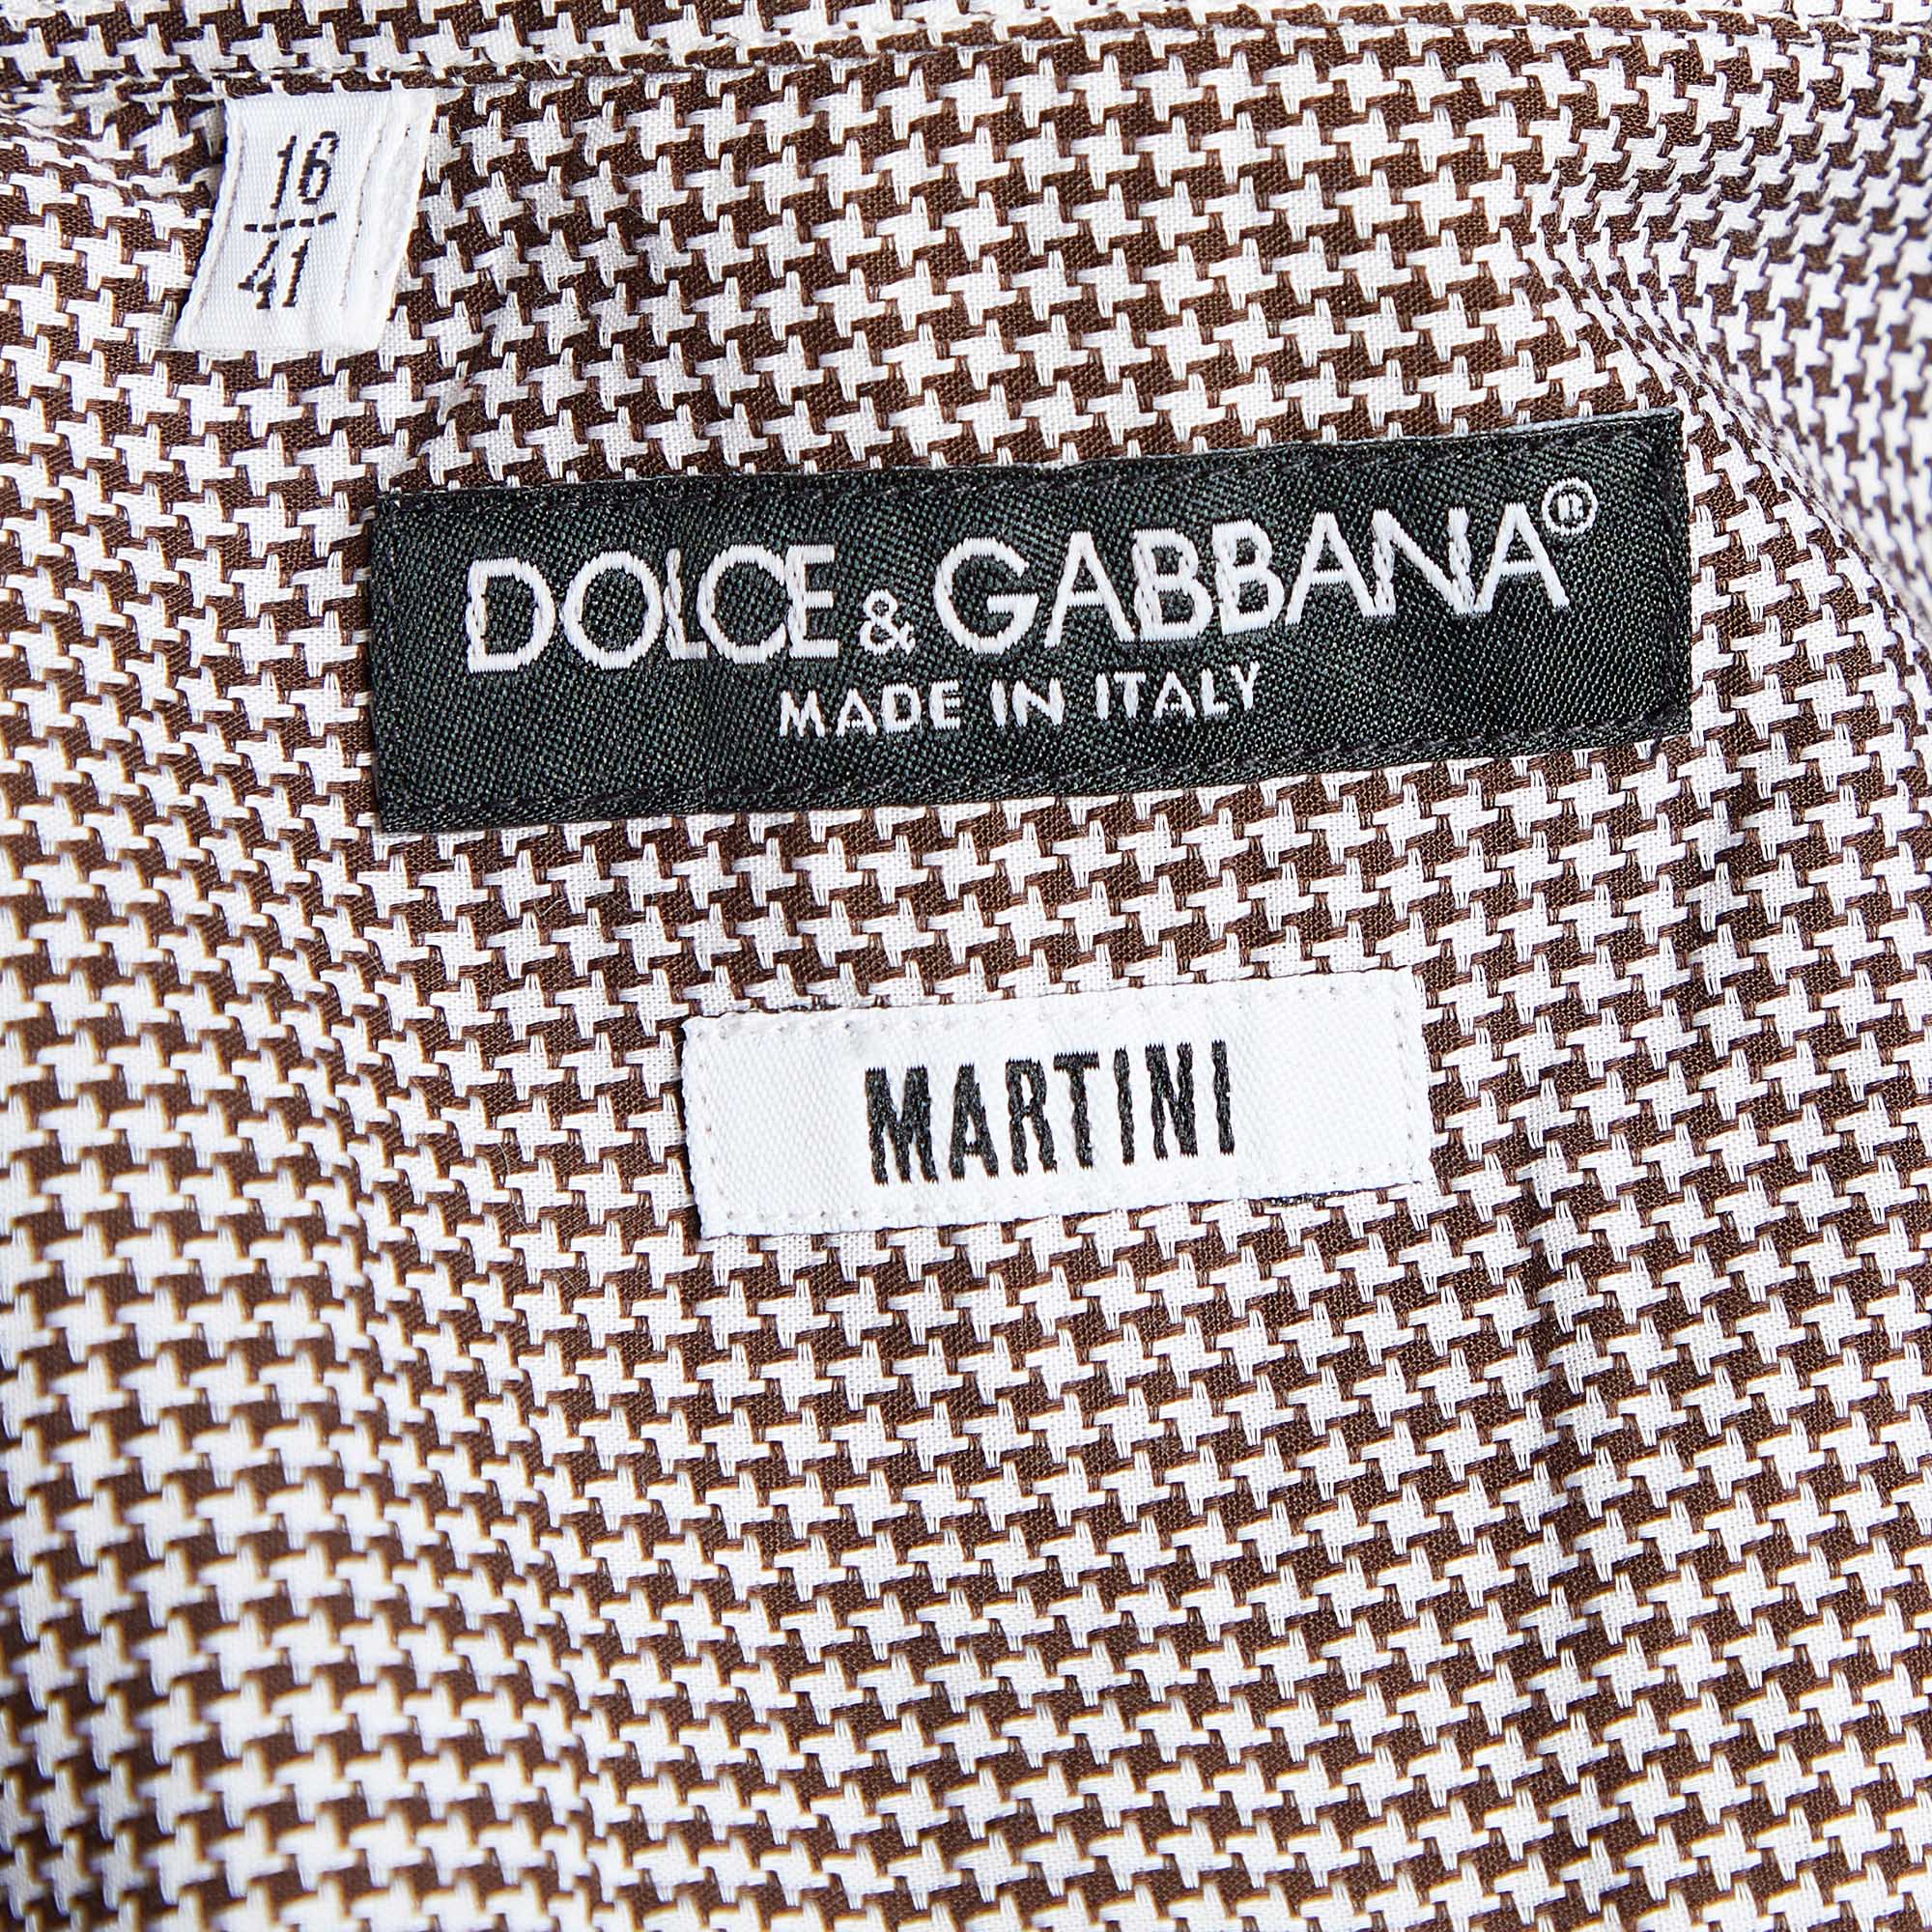 16
41
DOLCE & GABBANA®
MADE IN ITALY
MARTINI